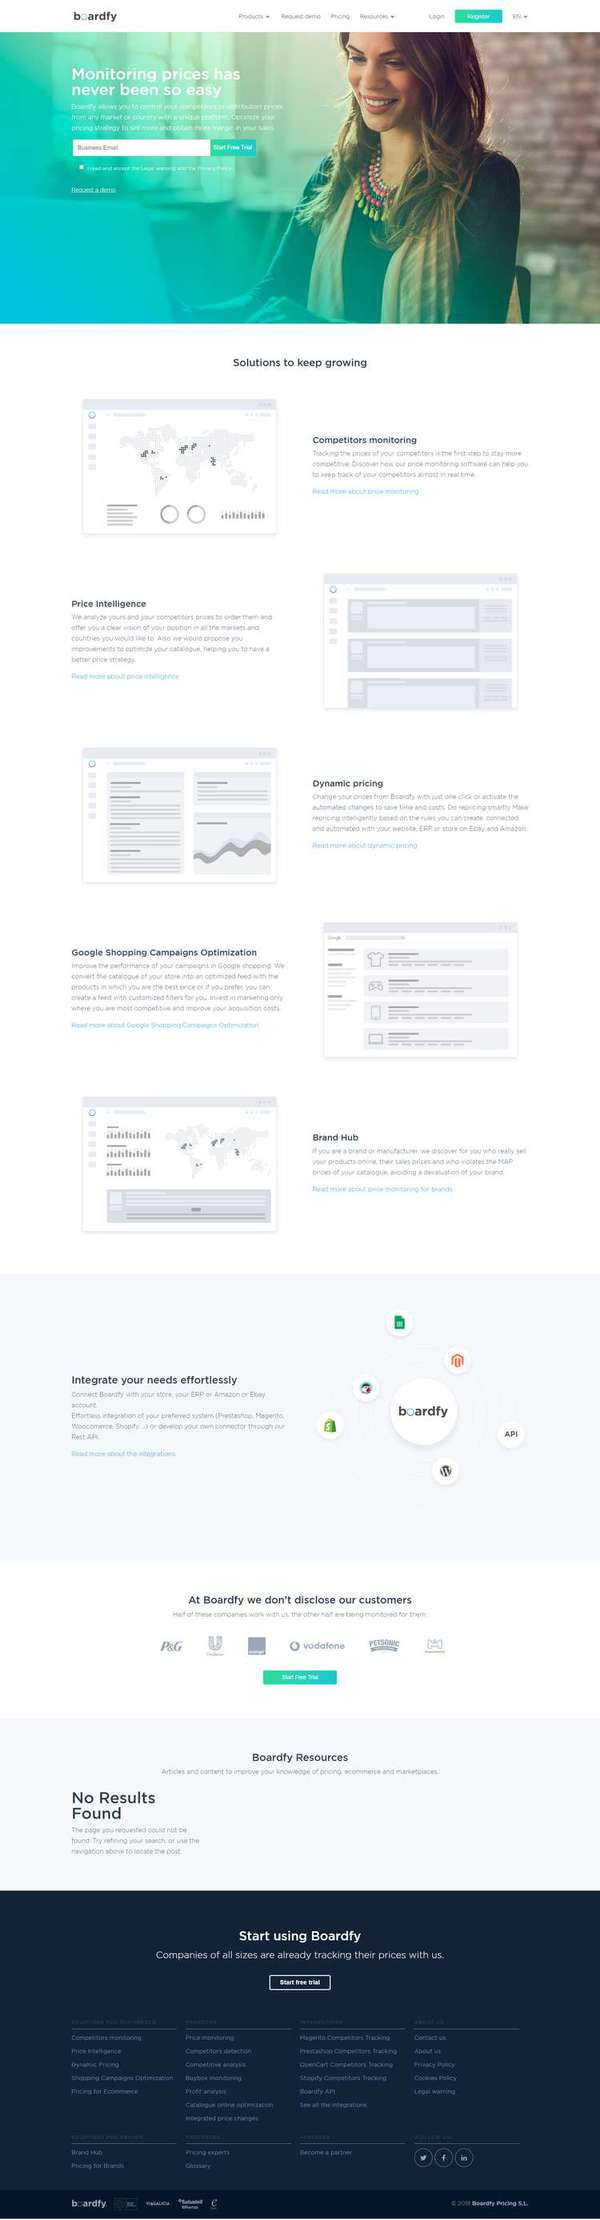 boardfy
Products
Request demo
Pricing
Resources
Login
Register
EN
Monitoring prices has
never been so easy
Boardfy allows you to control your competitors or distributors prices
from any market or country with a unique platform. Optimize your
pricing strategy to sell more and obtain more margin in your sales.
Business Email
Start Free Trial
I read and accept the Legal warning and the Privacy Policy
Request a demo
Solutions to keep growing
Competitors monitoring
Tracking the prices of your competitors is the first step to stay more
competitive. Discover how our price monitoring software can help you
to keep track of your competitors almost in real time.
Read more about price monitoring
Price Intelligence
We analyze yours and your competitors prices to order them and
offer you a clear vision of your position in all the markets and
countries you would like to. Also we would propose you
improvements to optimize your catalogue, helping you to have a
better price strategy.
Read more about price intelligence
Dynamic pricing
Change your prices from Boardfy with just one click or activate the
automated changes to save time and costs. Do repricing smartly. Make
repricing inteligently based on the rules you can create: connected
and automated with your website, ERP or store on Ebay and Amazon.
Read more about dynamic pricing
Google Shopping Campaigns Optimization
Improve the performance of your campaigns in Google shopping. We
convert the catalogue of your store into an optimized feed with the
products in which you are the best price or if you prefer, you can
create a feed with customized filters for you. Invest in marketing only
where you are most competitive and improve your acquisition costs.
Read more about Google Shopping Campaigns Optimization
Google
Brand Hub
If you are a brand or manufacturer, we discover for you who really sell
your products online, their sales prices and who violates the MAP
prices of your catalogue, avoiding a devaluation of your brand.
Read more about price monitoring for brands
Integrate your needs effortlessly
Connect Boardfy with your store, your ERP or Amazon or Ebay
account.
Effortless integration of your preferred system (Prestashop, Magento,
Woocomerce, Shopify ...) or develop your own connector through our
Rest API.
Read more about the integrations
boardfy
API
At Boardfy we don't disclose our customers
Half of these companies work with us, the other half are being monitored for them.
P&G
Unilever
orange
vodafone
PETSONIC
Start Free Trial
Boardfy Resources
Articles and content to improve your knowledge of pricing, ecommerce and marketplaces.
No Results
Found
The page you requested could not be
found. Try refining your search, or use the
navigation above to locate the post.
Start using Boardfy
Companies of all sizes are already tracking their prices with us.
Start free trial
Competitors monitoring
Price Intelligence
Dynamic Pricing
Shopping Campaigns Optimization
Pricing for Ecommerce
Price monitoring
Competitors detection
Competitive analysis
Buybox monitoring
Profit analysis
Catalogue online optimization
Integrated price changes
Magento Competitors Tracking
Prestashop Competitors Tracking
OpenCart Competitors Tracking
Shopify Competitors Tracking
Boardfy API
See all the integrations
ABOUT US
Contact us
About us
Privacy Policy
Cookies Policy
Legal warning
Brand Hub
Pricing for Brands
Pricing experts
Glossary
Become a partner
boardfy
Sabadell
BStartup
© 2018 Boardfy Pricing S.L.